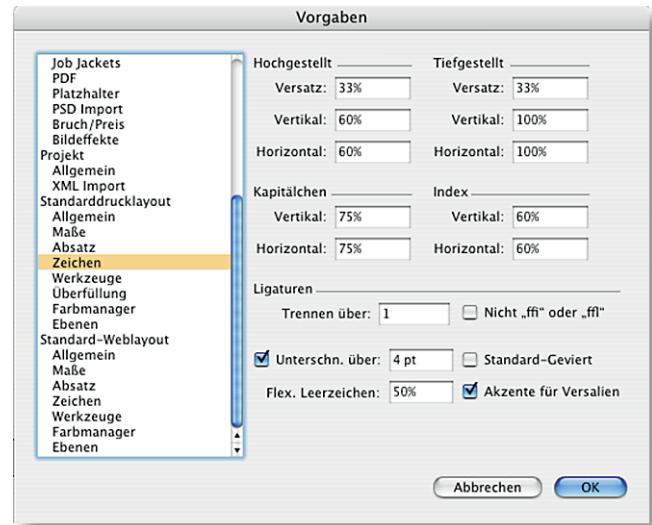 Vorgaben
Job Jackets
PDF
Platzhalter
PSD Import
Bruch/Preis
Bildeffekte
Projekt
Allgemein
XML Import
Standarddrucklayout
Allgemein
Maße
Absatz
Zeichen
Werkzeuge
Überfüllung
Farbmanager
Ebenen
Standard-Weblayout
Allgemein
Maße
Absatz
Zeichen
Werkzeuge
Farbmanager
Ebenen
Hochgestellt
Versatz: 33%
Vertikal: 60%
Horizontal: 60%
Tiefgestellt
Versatz: 33%
Vertikal: 100%
Horizontal: 100%
Kapitälchen
Vertikal: 75%
Horizontal: 75%
Index
Vertikal: 60%
Horizontal: 60%
Ligaturen
Trennen über: 1
Nicht „ffi“ oder „ffl“
Unterschn. über: 4 pt
Standard-Geviert
Flex. Leerzeichen: 50%
Akzente für Versalien
Abbrechen
OK